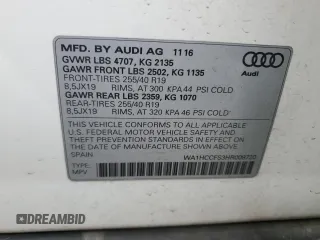 MFD. BY AUDI AG 11 16
GVWR LBS 4707, KG 2135
GAWR FRONT LBS 2502, KG 1135
FRONT-TIRES 255/40 R19
8,5JX19 RIMS, AT 300 KPA 44 PSI COLD
GAWR REAR LBS 2359, KG 1070
REAR-TIRES 255/40 R19
8,5JX19 RIMS, AT 320 KPA 46 PSI COLD
Audi
THIS VEHICLE CONFORMS TO ALL APPLICABLE
U.S. FEDERAL MOTOR VEHICLE SAFETY
BUMPER, AND THEFT PREVENTION STANDARDS
IN EFFECT ON THE DATE OF MANUFACTURE
SHOWN ABOVE
SPAIN
TYPE:
MPV
DREAMBID